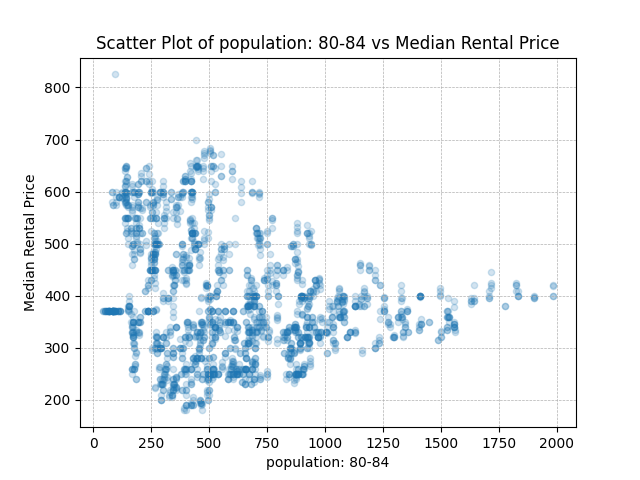 Scatter Plot of population: 80-84 vs Median Rental Price
Median Rental Price
800
700
600
500
400
300
200
0 250 500 750 1000 1250 1500 1750 2000
population: 80-84